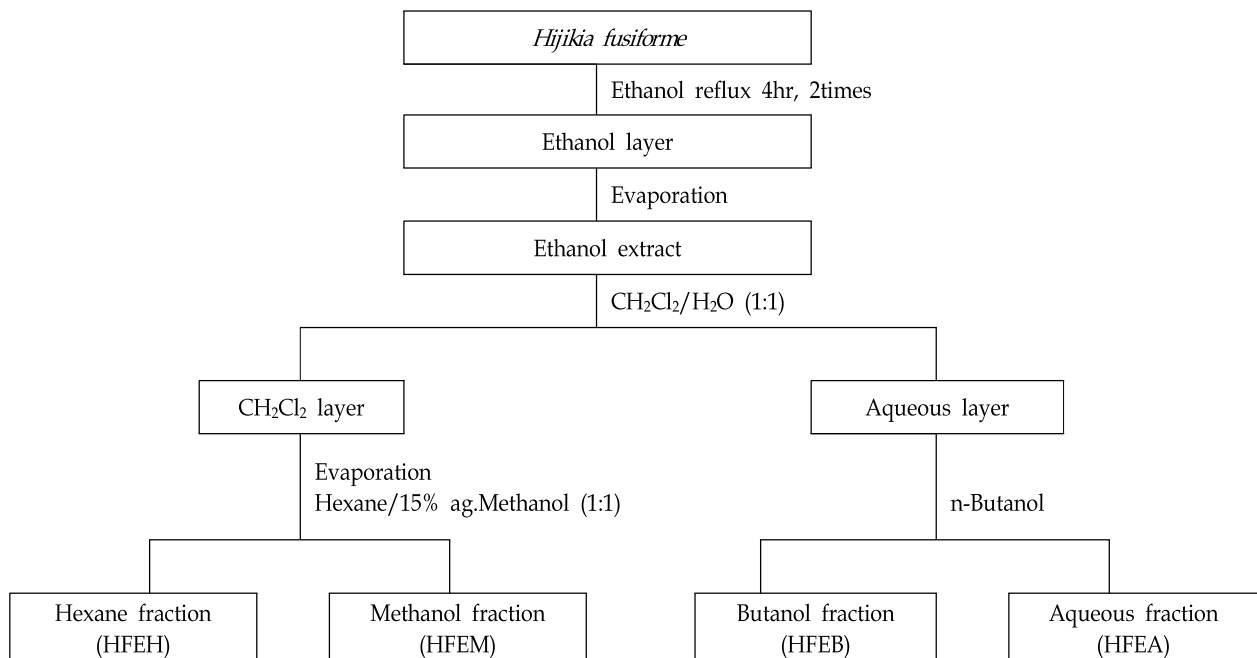 Hijikia fusiforme
Ethanol reflux 4hr, 2times
Ethanol layer
Evaporation
Ethanol extract
CH₂Cl₂/H₂O (1:1)
CH₂Cl₂ layer
Aqueous layer
Evaporation
Hexane/15% ag.Methanol (1:1)
n-Butanol
Hexane fraction
(HFEH)
Methanol fraction
(HFEM)
Butanol fraction
(HFEB)
Aqueous fraction
(HFEA)